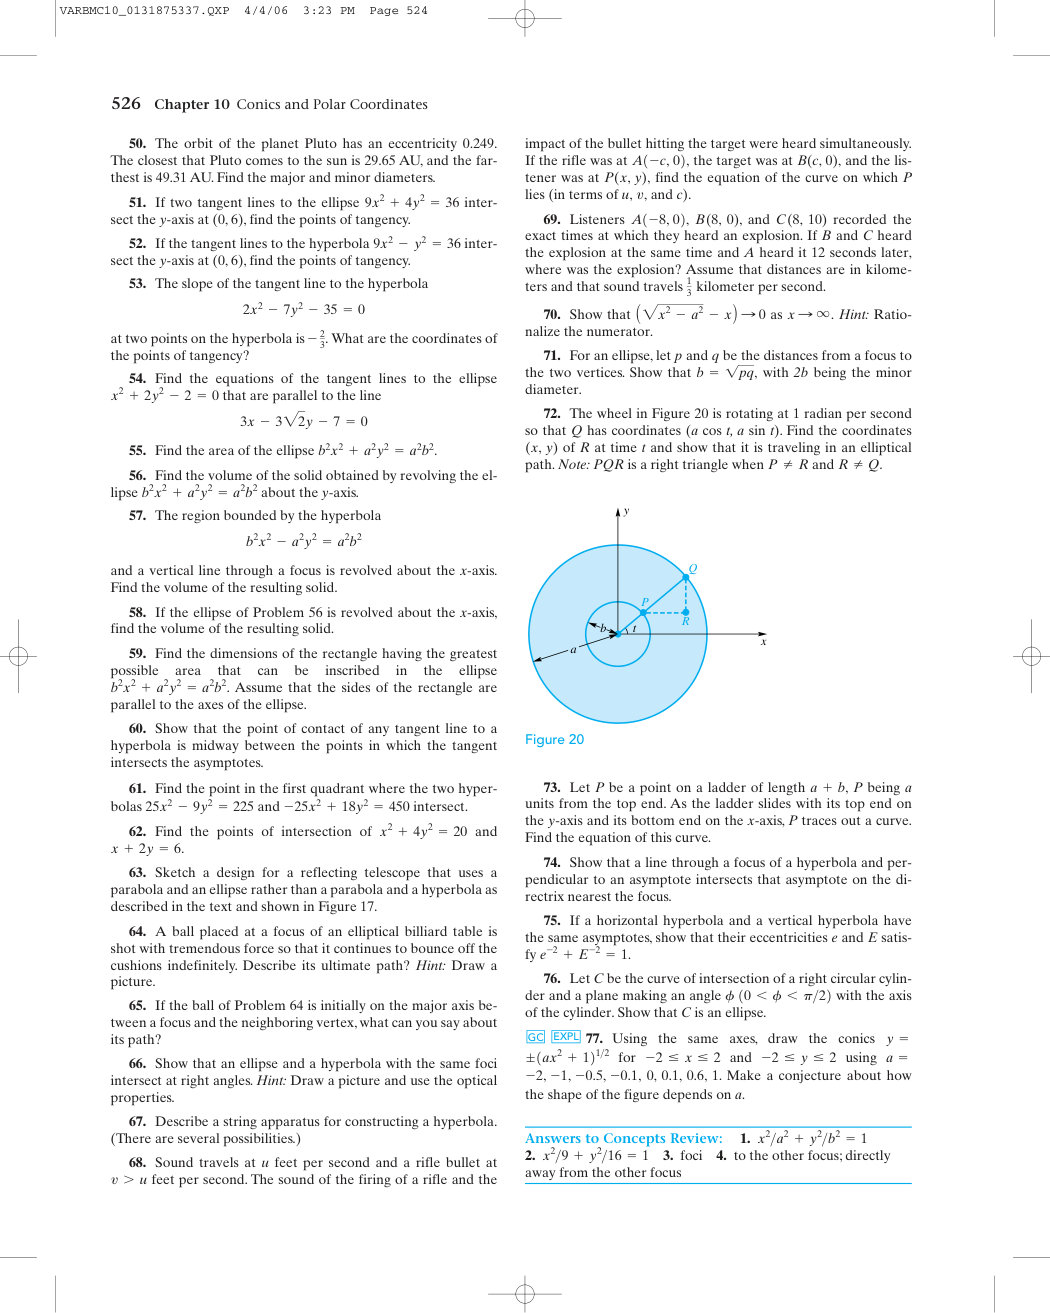 VARBMC10_0131875337.QXP 4/4/06 3:23 PM Page 524
526 Chapter 10 Conics and Polar Coordinates
50. The orbit of the planet Pluto has an eccentricity 0.249.
The closest that Pluto comes to the sun is 29.65 AU, and the far-
thest is 49.31 AU. Find the major and minor diameters.
51. If two tangent lines to the ellipse 9x² + 4y² = 36 inter-
sect the y-axis at (0, 6), find the points of tangency.
52. If the tangent lines to the hyperbola 9x² − y² = 36 inter-
sect the y-axis at (0, 6), find the points of tangency.
53. The slope of the tangent line to the hyperbola
2x² − 7y² − 35 = 0
at two points on the hyperbola is −2/3. What are the coordinates of
the points of tangency?
54. Find the equations of the tangent lines to the ellipse
x² + 2y² − 2 = 0 that are parallel to the line
3x − 3√2y − 7 = 0
55. Find the area of the ellipse b²x² + a²y² = a²b².
56. Find the volume of the solid obtained by revolving the el-
lipse b²x² + a²y² = a²b² about the y-axis.
57. The region bounded by the hyperbola
b²x² − a²y² = a²b²
and a vertical line through a focus is revolved about the x-axis.
Find the volume of the resulting solid.
58. If the ellipse of Problem 56 is revolved about the x-axis,
find the volume of the resulting solid.
59. Find the dimensions of the rectangle having the greatest
possible area that can be inscribed in the ellipse
b²x² + a²y² = a²b². Assume that the sides of the rectangle are
parallel to the axes of the ellipse.
60. Show that the point of contact of any tangent line to a
hyperbola is midway between the points in which the tangent
intersects the asymptotes.
61. Find the point in the first quadrant where the two hyper-
bolas 25x² − 9y² = 225 and −25x² + 18y² = 450 intersect.
62. Find the points of intersection of x² + 4y² = 20 and
x + 2y = 6.
63. Sketch a design for a reflecting telescope that uses a
parabola and an ellipse rather than a parabola and a hyperbola as
described in the text and shown in Figure 17.
64. A ball placed at a focus of an elliptical billiard table is
shot with tremendous force so that it continues to bounce off the
cushions indefinitely. Describe its ultimate path? Hint: Draw a
picture.
65. If the ball of Problem 64 is initially on the major axis be-
tween a focus and the neighboring vertex, what can you say about
its path?
66. Show that an ellipse and a hyperbola with the same foci
intersect at right angles. Hint: Draw a picture and use the optical
properties.
67. Describe a string apparatus for constructing a hyperbola.
(There are several possibilities.)
68. Sound travels at u feet per second and a rifle bullet at
v > u feet per second. The sound of the firing of a rifle and the
impact of the bullet hitting the target were heard simultaneously.
If the rifle was at A(−c, 0), the target was at B(c, 0), and the lis-
tener was at P(x, y), find the equation of the curve on which P
lies (in terms of u, v, and c).
69. Listeners A(−8, 0), B(8, 0), and C(8, 10) recorded the
exact times at which they heard an explosion. If B and C heard
the explosion at the same time and A heard it 12 seconds later,
where was the explosion? Assume that distances are in kilome-
ters and that sound travels 1/3 kilometer per second.
70. Show that (√(x² − a²) − x) → 0 as x → ∞. Hint: Ratio-
nalize the numerator.
71. For an ellipse, let p and q be the distances from a focus to
the two vertices. Show that b = √pq, with 2b being the minor
diameter.
72. The wheel in Figure 20 is rotating at 1 radian per second
so that Q has coordinates (a cos t, a sin t). Find the coordinates
(x, y) of R at time t and show that it is traveling in an elliptical
path. Note: PQR is a right triangle when P ≠ R and R ≠ Q.
y
Q
P
R
b
t
a
x
Figure 20
73. Let P be a point on a ladder of length a + b, P being a
units from the top end. As the ladder slides with its top end on
the y-axis and its bottom end on the x-axis, P traces out a curve.
Find the equation of this curve.
74. Show that a line through a focus of a hyperbola and per-
pendicular to an asymptote intersects that asymptote on the di-
rectrix nearest the focus.
75. If a horizontal hyperbola and a vertical hyperbola have
the same asymptotes, show that their eccentricities e and E satis-
fy e⁻² + E⁻² = 1.
76. Let C be the curve of intersection of a right circular cylin-
der and a plane making an angle ϕ (0 < ϕ < π/2) with the axis
of the cylinder. Show that C is an ellipse.
GC EXPL 77. Using the same axes, draw the conics y =
±(ax² + 1)^1/2 for −2 ≤ x ≤ 2 and −2 ≤ y ≤ 2 using a =
−2, −1, −0.5, −0.1, 0, 0.1, 0.6, 1. Make a conjecture about how
the shape of the figure depends on a.
Answers to Concepts Review: 1. x²/a² + y²/b² = 1
2. x²/9 + y²/16 = 1 3. foci 4. to the other focus; directly
away from the other focus